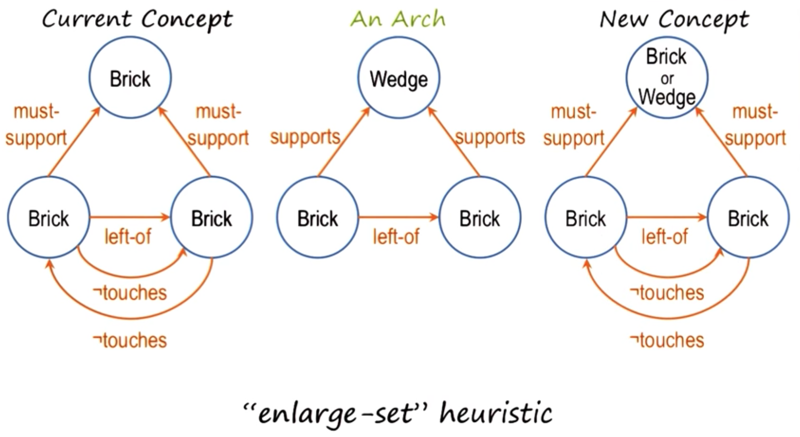 Current Concept
An Arch
New Concept
Brick
Wedge
Brick
or
Wedge
must-
support
must-
support
supports
supports
must-
support
must-
support
Brick
Brick
Brick
Brick
Brick
Brick
left-of
left-of
left-of
¬touches
¬touches
¬touches
¬touches
“enlarge-set” heuristic